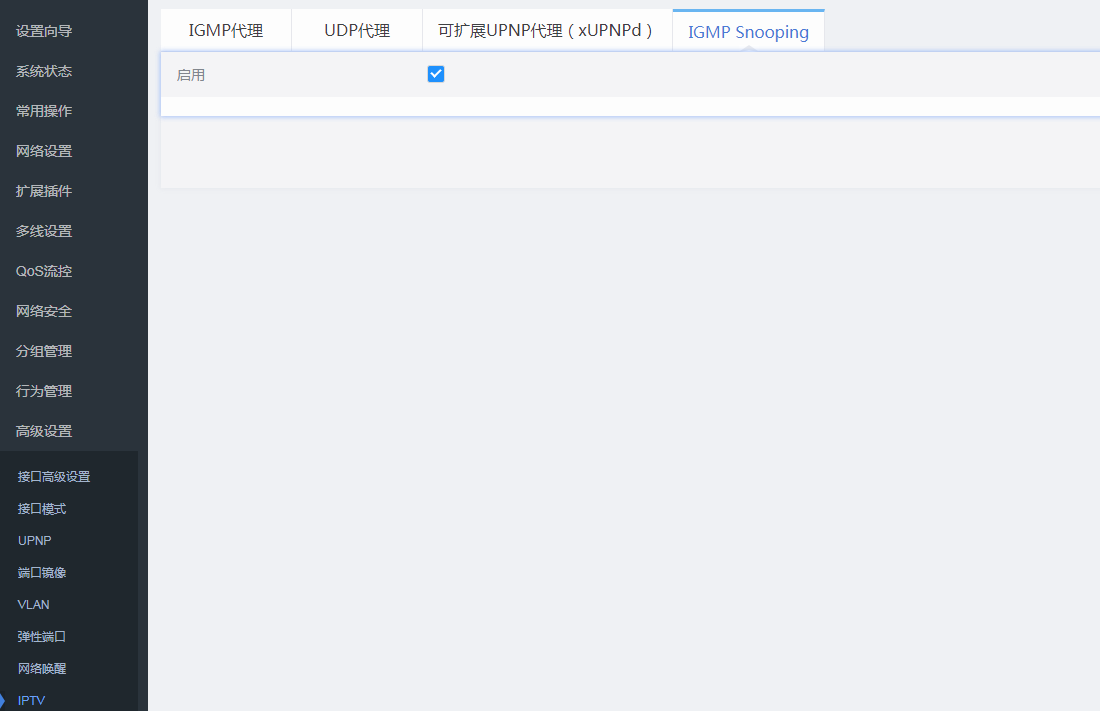 设置向导
系统状态
常用操作
网络设置
扩展插件
多线设置
QoS流控
网络安全
分组管理
行为管理
高级设置
接口高级设置
接口模式
UPNP
端口镜像
VLAN
弹性端口
网络唤醒
IPTV
IGMP代理
UDP代理
可扩展UPNP代理（xUPNPd）
IGMP Snooping
启用